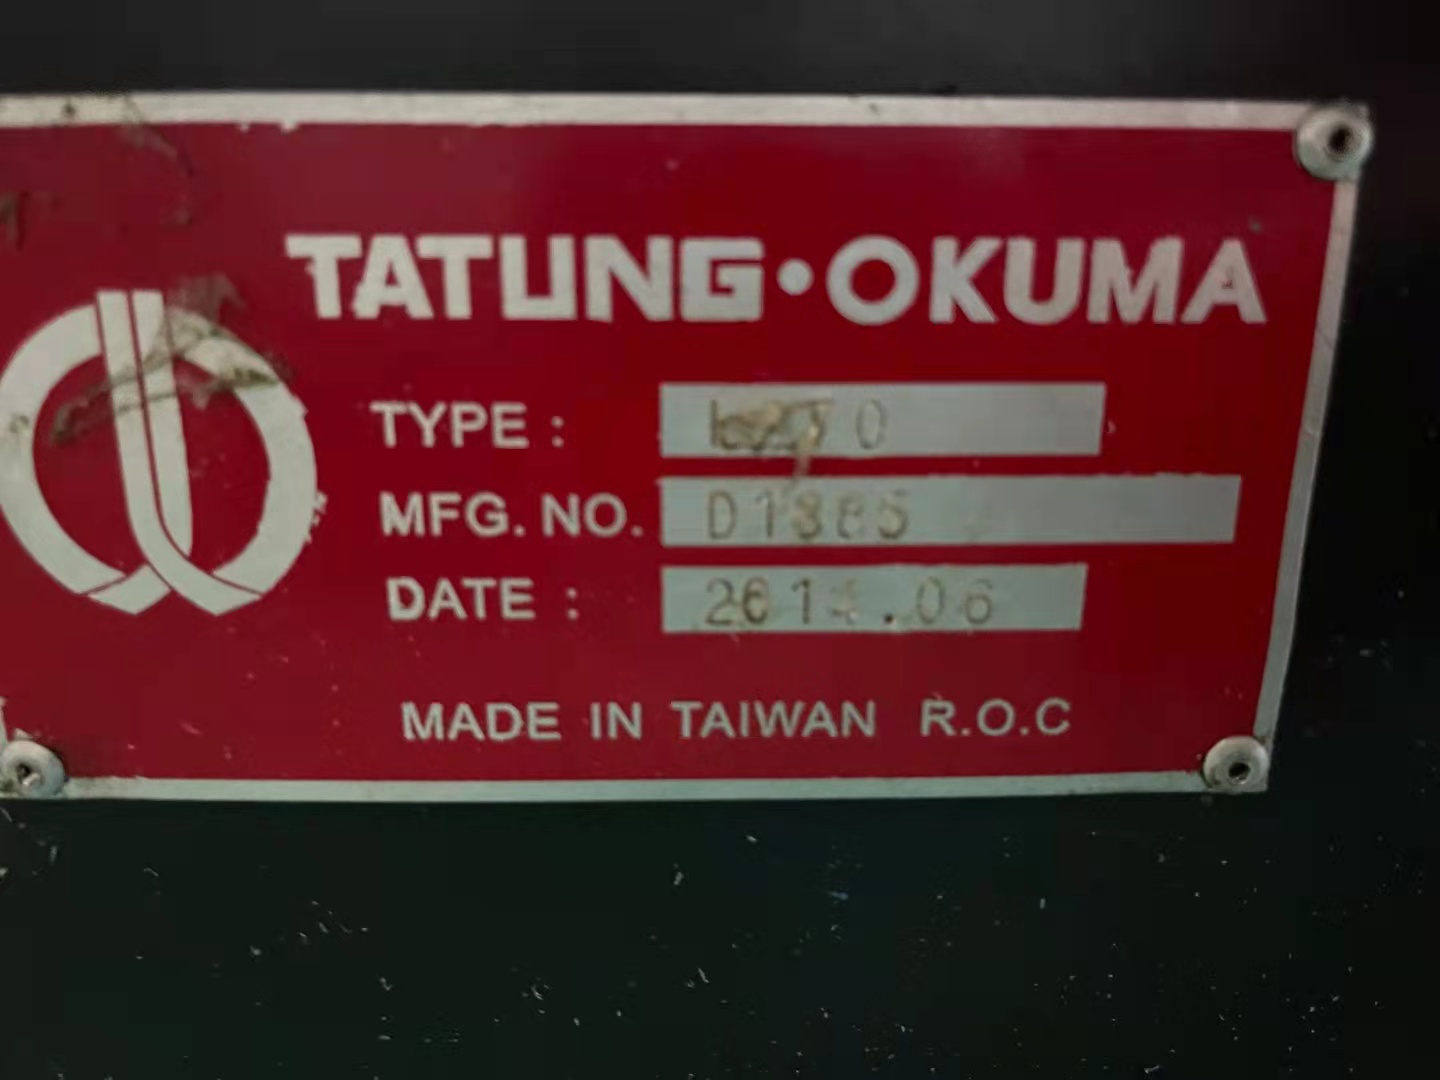 TATUNG·OKUMA
TYPE :
MFG. NO.
DATE :
MADE IN TAIWAN R.O.C